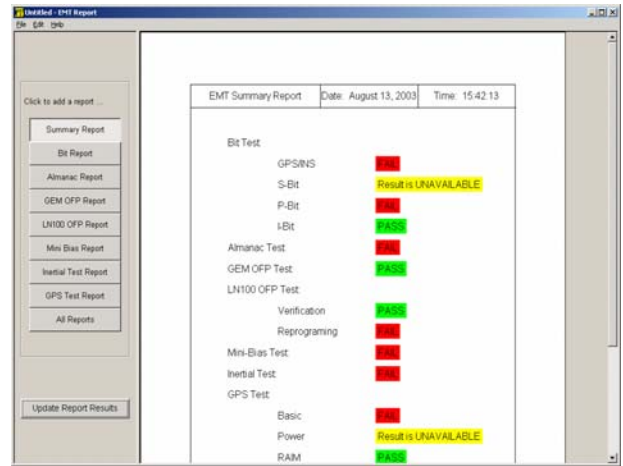 Untitled - EMT Report
File Edit Help
Click to add a report ...
Summary Report
Bit Report
Almanac Report
GEM OFP Report
LN100 OFP Report
Mini Bias Report
Inertial Test Report
GPS Test Report
All Reports
Update Report Results
EMT Summary Report Date: August 13, 2003 Time: 15:42:13
Bit Test:
GPS/INS FAIL
S-Bit Result is UNAVAILABLE
P-Bit FAIL
I-Bit PASS
Almanac Test: FAIL
GEM OFP Test: PASS
LN100 OFP Test:
Verification PASS
Reprograming FAIL
Mini-Bias Test: FAIL
Inertial Test: FAIL
GPS Test:
Basic FAIL
Power Result is UNAVAILABLE
RAIM PASS